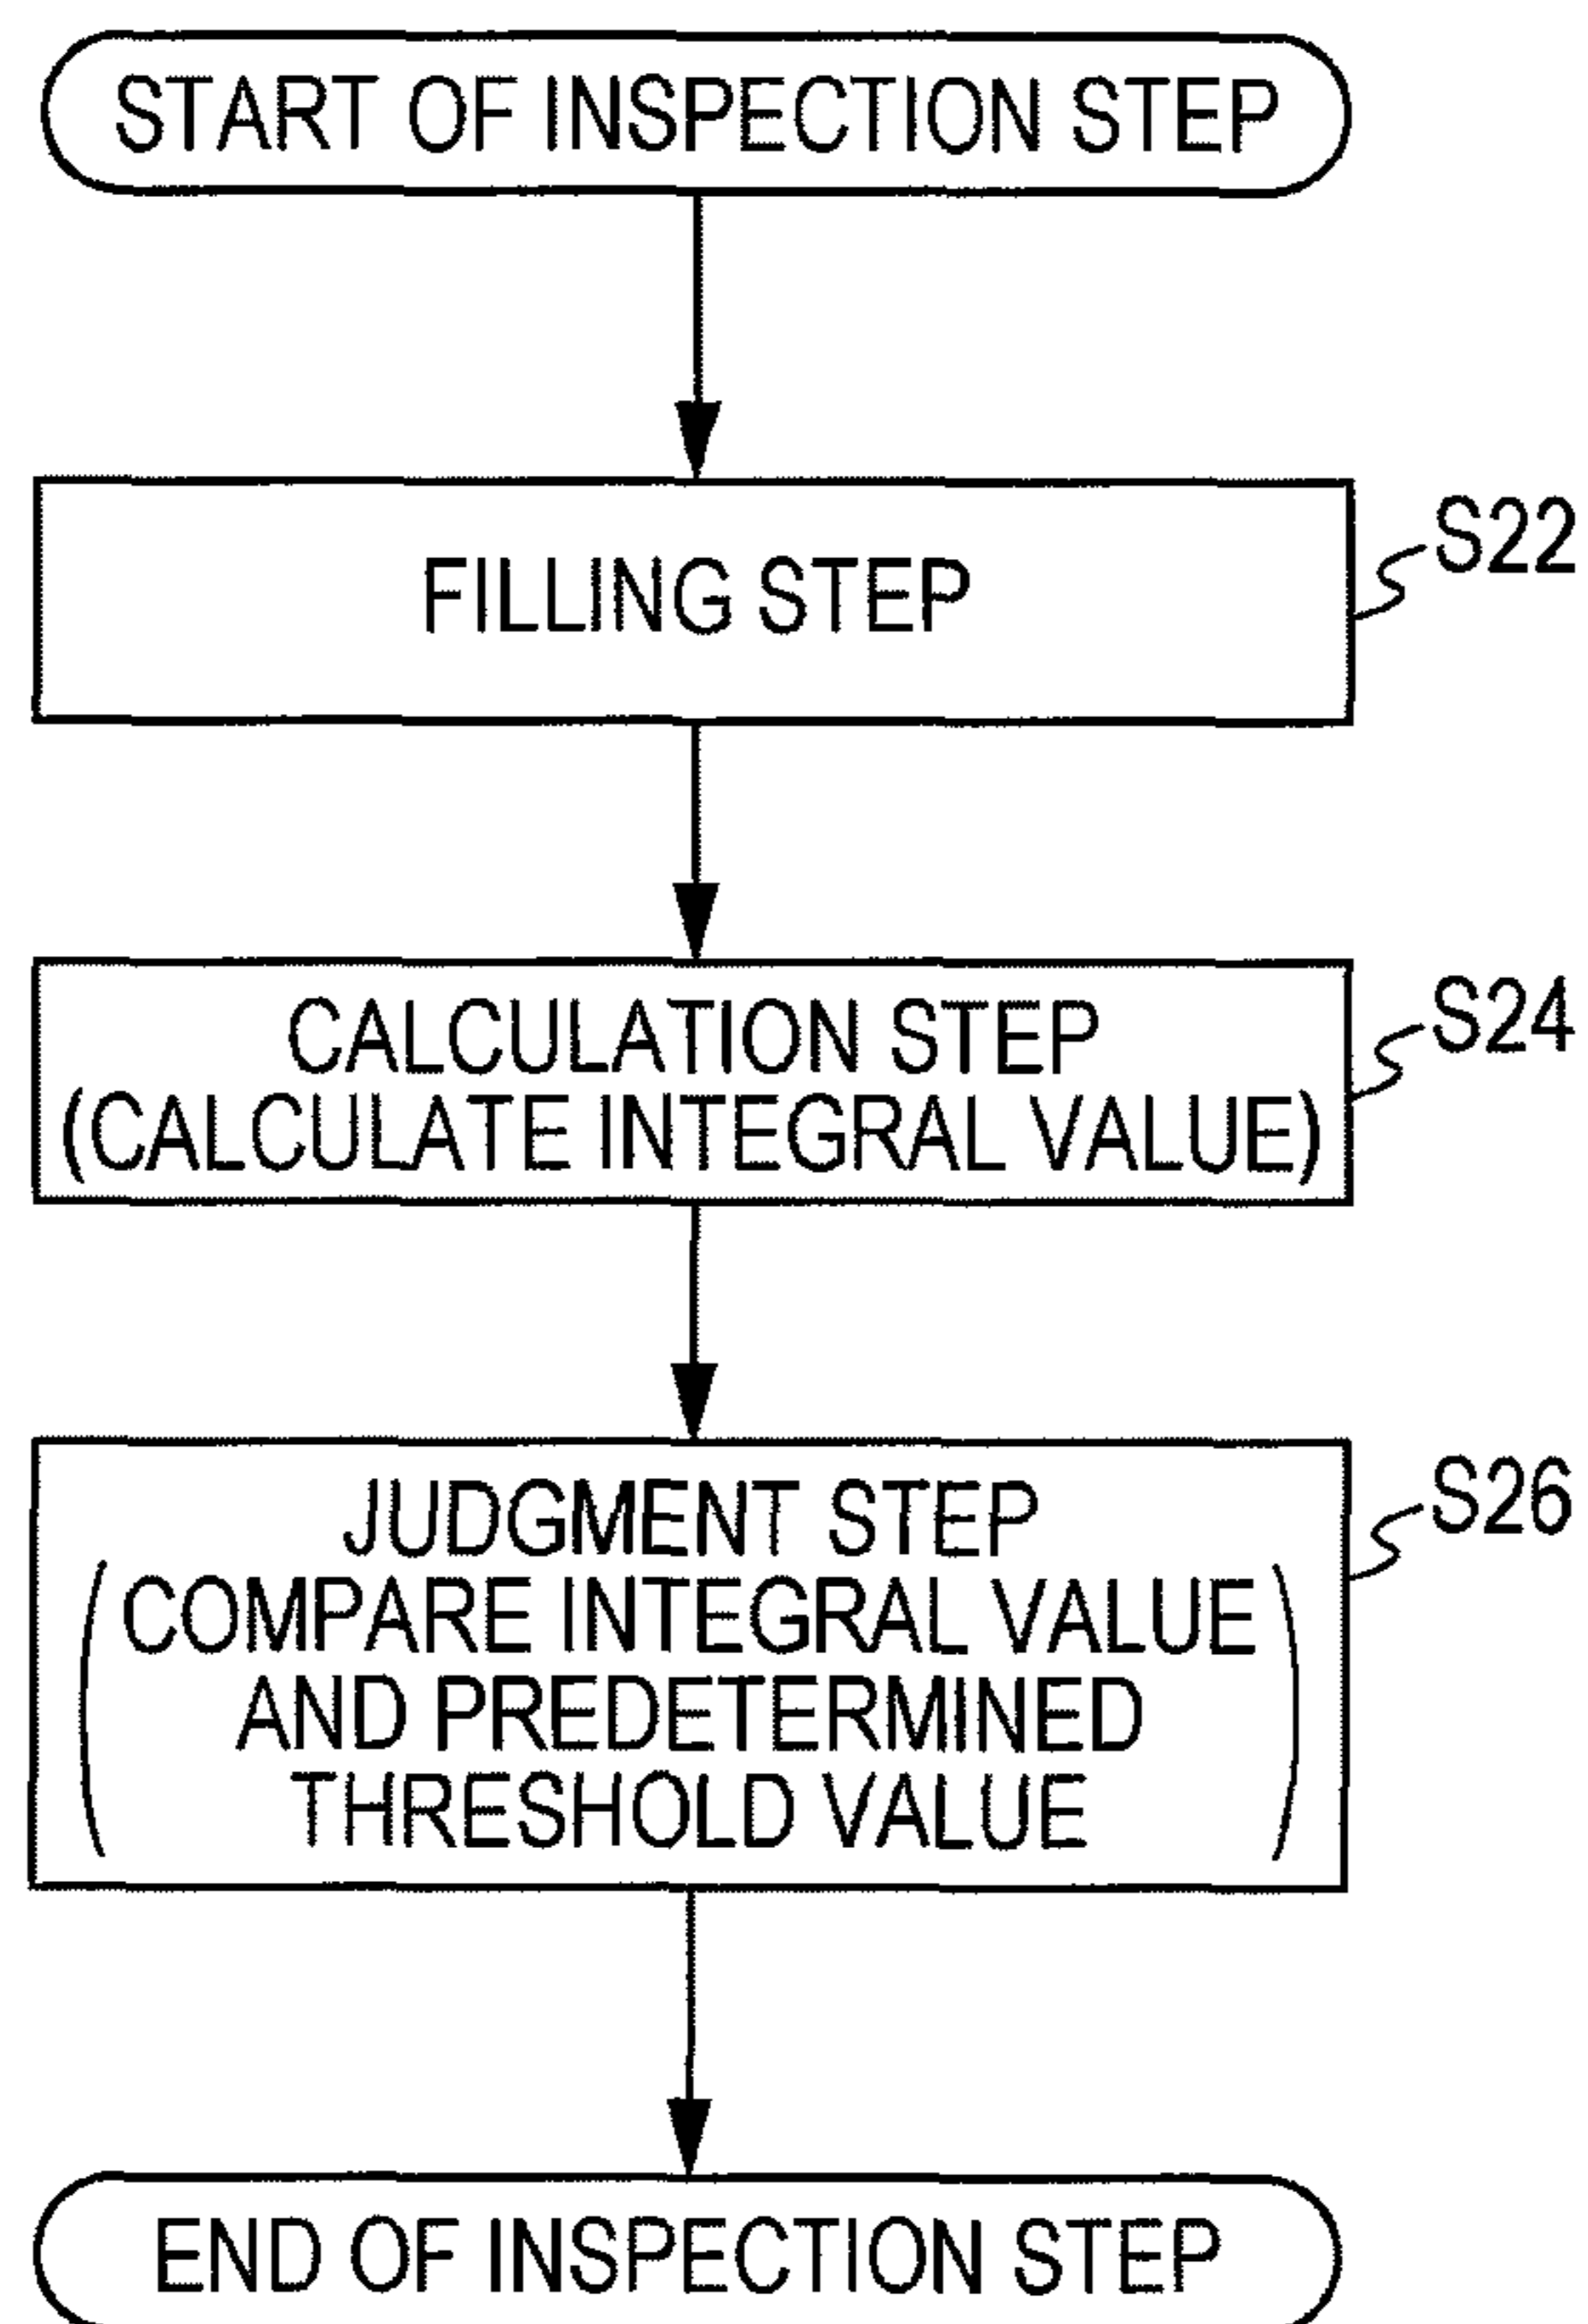 START OF INSPECTION STEP
FILLING STEP
S22
CALCULATION STEP
(CALCULATE INTEGRAL VALUE)
S24
JUDGMENT STEP
(COMPARE INTEGRAL VALUE
AND PREDETERMINED
THRESHOLD VALUE)
S26
END OF INSPECTION STEP